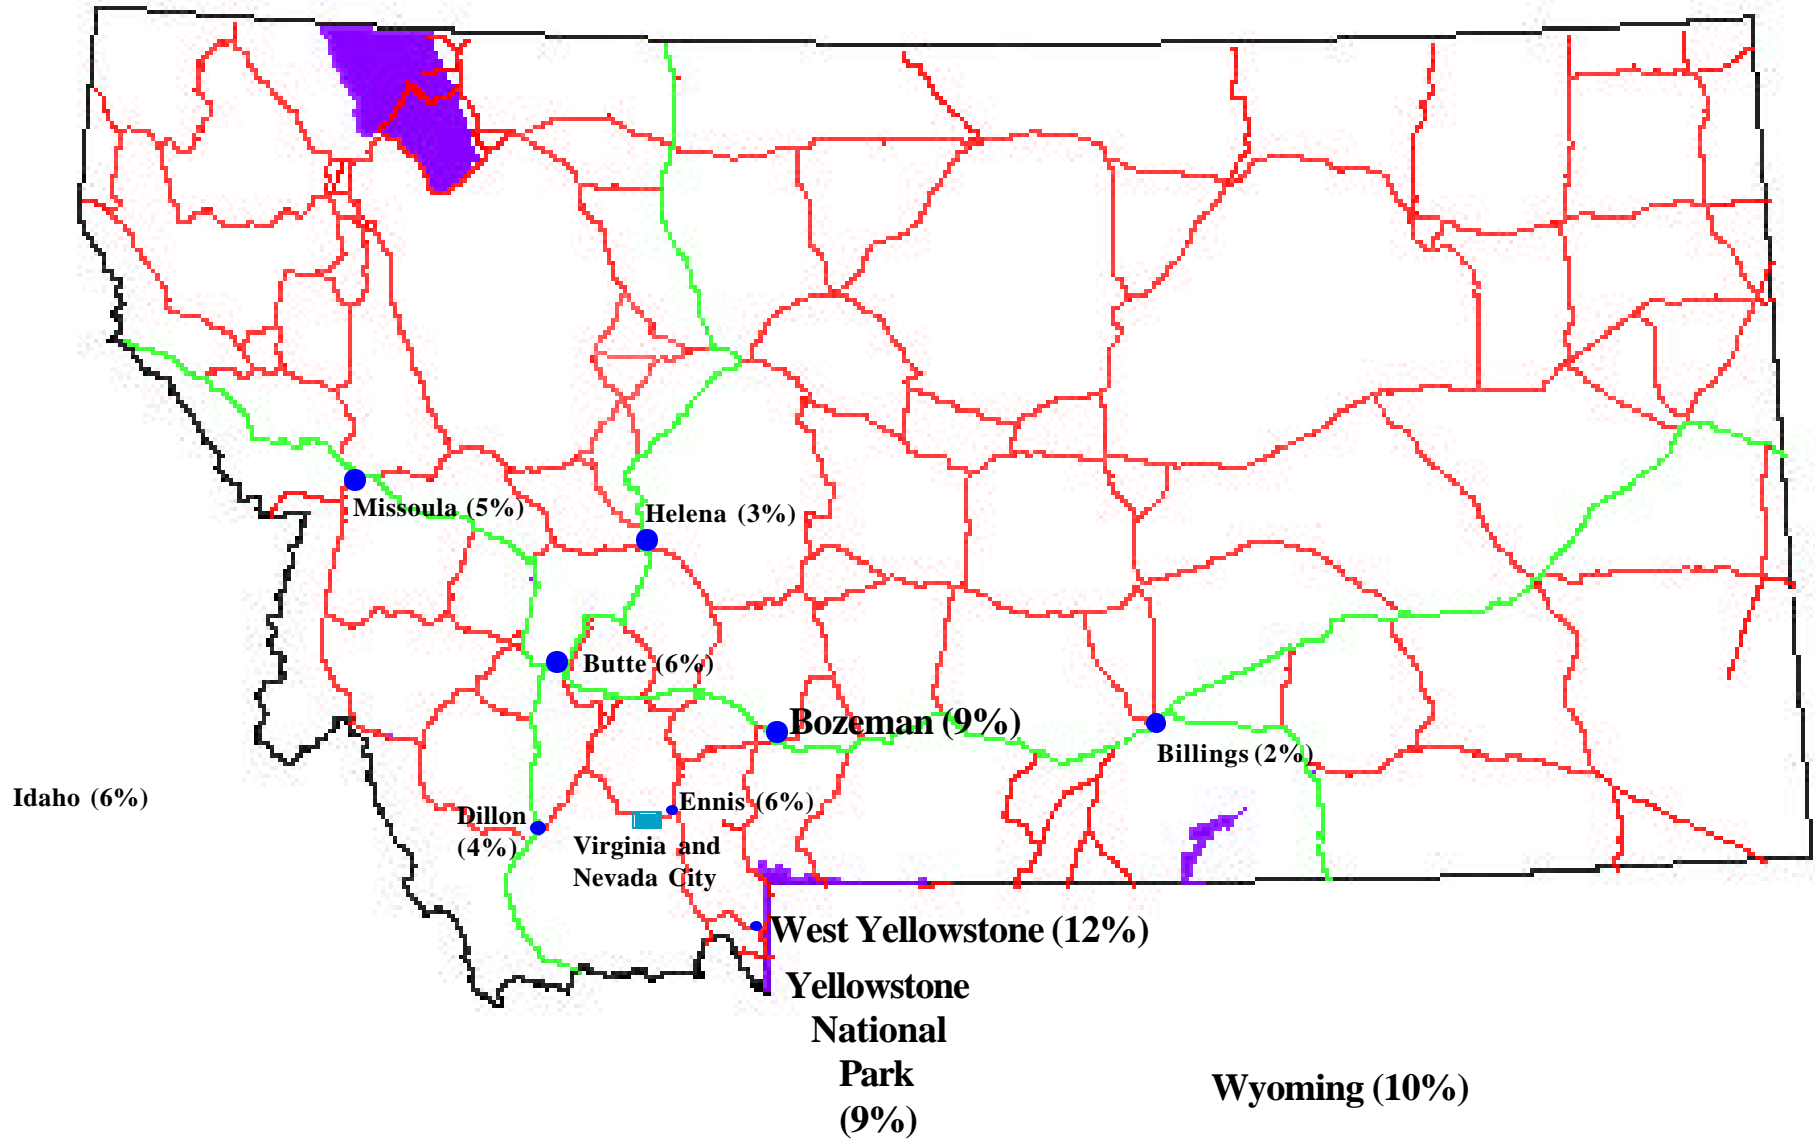 Missoula (5%)
Helena (3%)
Butte (6%)
Bozeman (9%)
Billings (2%)
Idaho (6%)
Ennis (6%)
Dillon
(4%)
Virginia and
Nevada City
West Yellowstone (12%)
Yellowstone
National
Park
(9%)
Wyoming (10%)